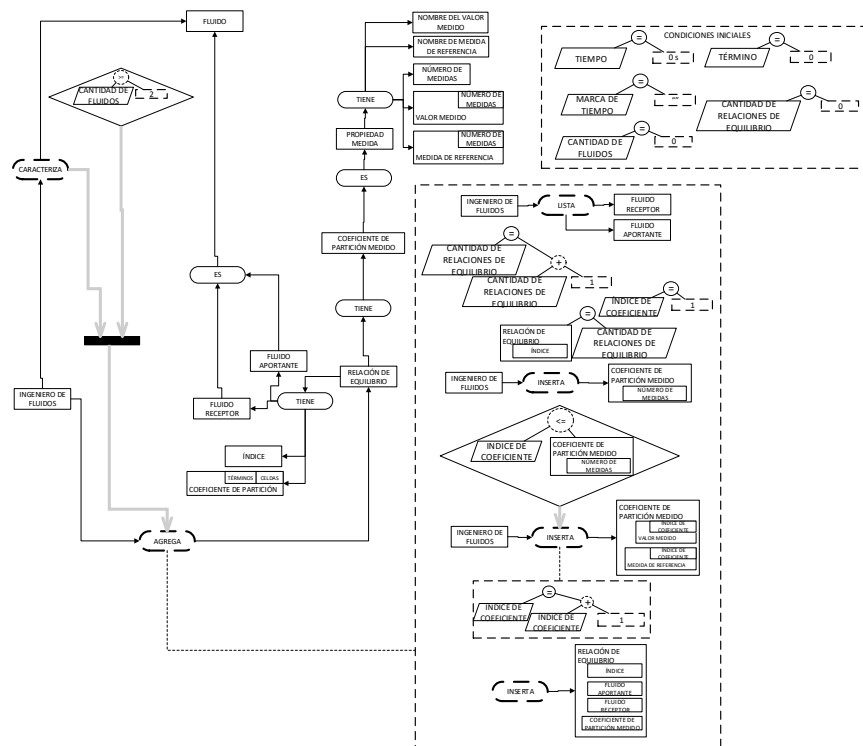 FLUIDO
>=
CANTIDAD DE
FLUIDOS
2
CARACTERIZA
INGENIERO DE
FLUIDOS
ES
FLUIDO
APORTANTE
FLUIDO
RECEPTOR
TIENE
RELACIÓN DE
EQUILIBRIO
ÍNDICE
TÉRMINOS
CELDAS
COEFICIENTE DE PARTICIÓN
AGREGA
NOMBRE DEL VALOR
MEDIDO
NOMBRE DE MEDIDA
DE REFERENCIA
NÚMERO DE
MEDIDAS
TIENE
NÚMERO DE
MEDIDAS
VALOR MEDIDO
NÚMERO DE
MEDIDAS
MEDIDA DE REFERENCIA
PROPIEDAD
MEDIDA
ES
COEFICIENTE DE
PARTICIÓN MEDIDO
TIENE
CONDICIONES INICIALES
=
TIEMPO
0 s
=
TÉRMINO
0
=
MARCA DE
TIEMPO
""
=
CANTIDAD DE
RELACIONES DE
EQUILIBRIO
0
=
CANTIDAD DE
FLUIDOS
0
INGENIERO DE
FLUIDOS
LISTA
FLUIDO
RECEPTOR
FLUIDO
APORTANTE
=
CANTIDAD DE
RELACIONES DE
EQUILIBRIO
+
CANTIDAD DE
RELACIONES DE
EQUILIBRIO
1
=
ÍNDICE DE
COEFICIENTE
1
=
RELACIÓN DE
EQUILIBRIO
ÍNDICE
CANTIDAD DE
RELACIONES DE
EQUILIBRIO
INGENIERO DE
FLUIDOS
INSERTA
COEFICIENTE DE
PARTICIÓN MEDIDO
NÚMERO DE
MEDIDAS
<=
INDICE DE
COEFICIENTE
COEFICIENTE DE
PARTICIÓN MEDIDO
NÚMERO DE
MEDIDAS
INGENIERO DE
FLUIDOS
INSERTA
COEFICIENTE DE
PARTICIÓN MEDIDO
ÍNDICE DE
COEFICIENTE
VALOR MEDIDO
ÍNDICE DE
COEFICIENTE
MEDIDA DE REFERENCIA
=
INDICE DE
COEFICIENTE
+
INDICE DE
COEFICIENTE
1
INSERTA
RELACIÓN DE
EQUILIBRIO
ÍNDICE
FLUIDO
APORTANTE
FLUIDO
RECEPTOR
COEFICIENTE DE
PARTICIÓN MEDIDO